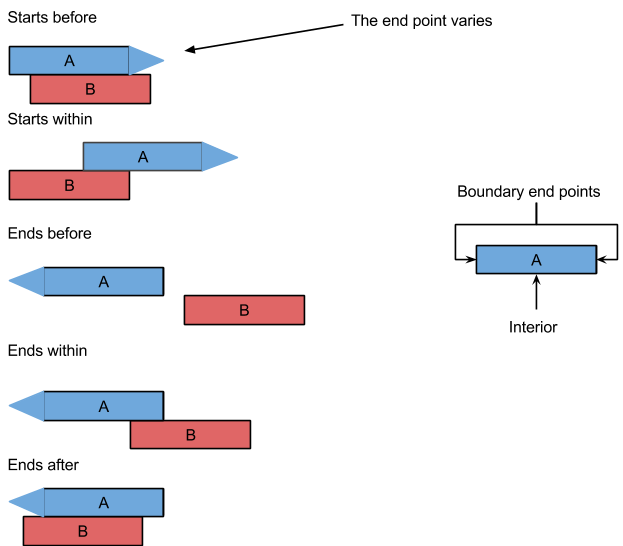 Starts before
The end point varies
A
B
Starts within
A
B
Boundary end points
A
Interior
Ends before
A
B
Ends within
A
B
Ends after
A
B